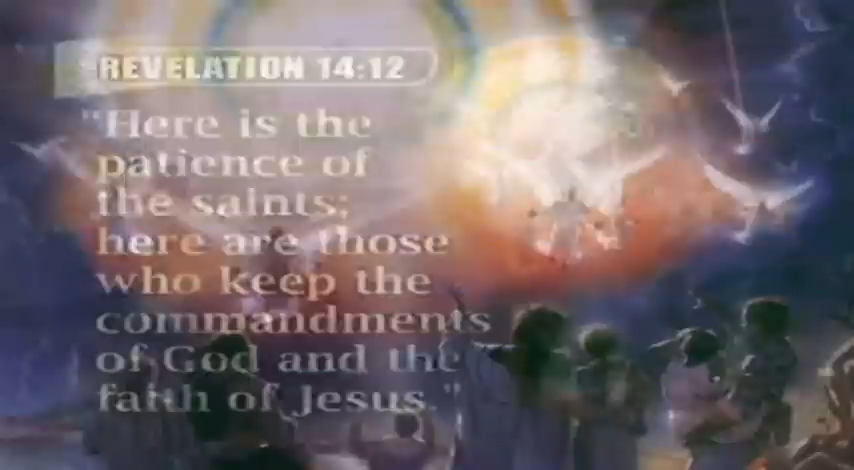 REVELATION 14:12
"Here is the
patience of
the saints;
here are those
who keep the
commandments
of God and the
faith of Jesus."